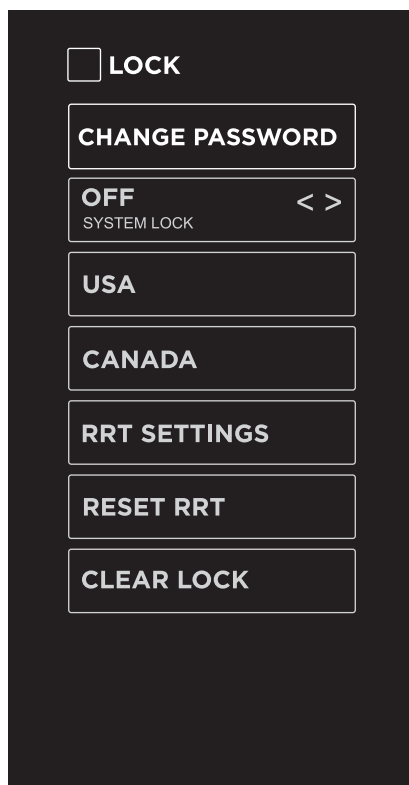 LOCK
CHANGE PASSWORD
OFF < >
SYSTEM LOCK
USA
CANADA
RRT SETTINGS
RESET RRT
CLEAR LOCK